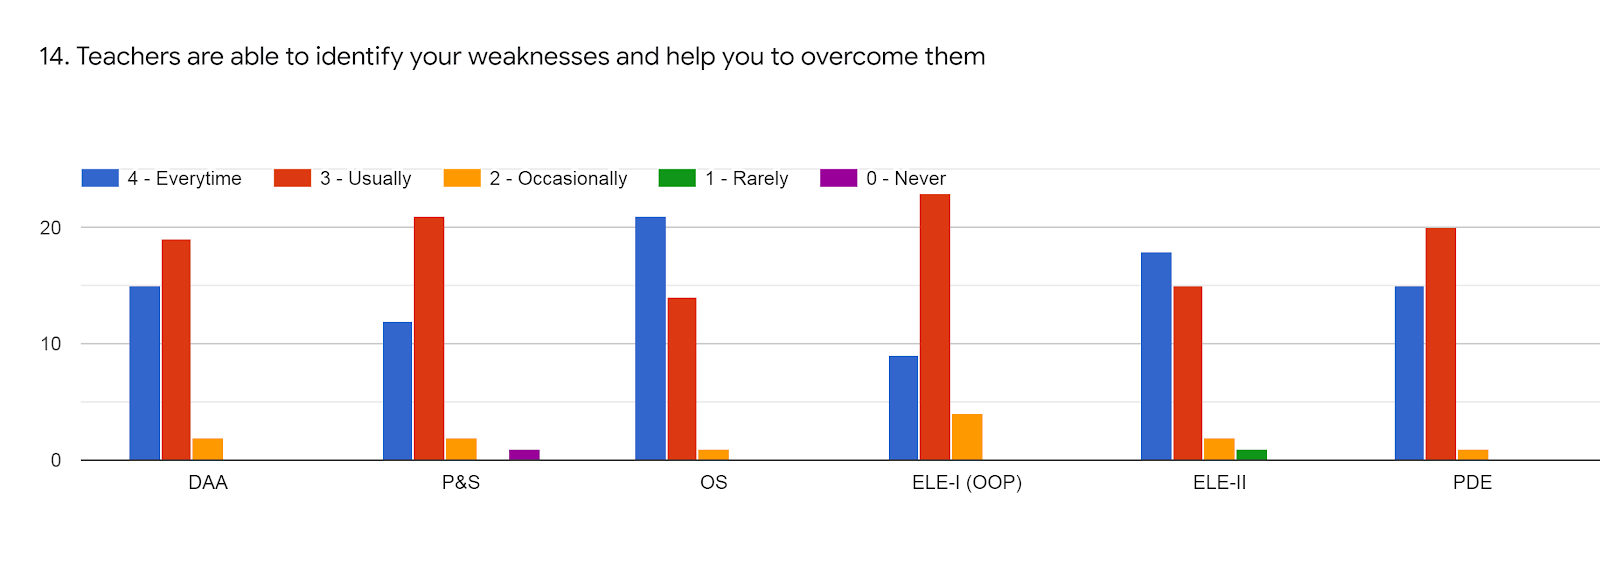 14. Teachers are able to identify your weaknesses and help you to overcome them
4 - Everytime 3 - Usually 2 - Occasionally 1 - Rarely 0 - Never
20
10
0
DAA P&S OS ELE-I (OOP) ELE-II PDE